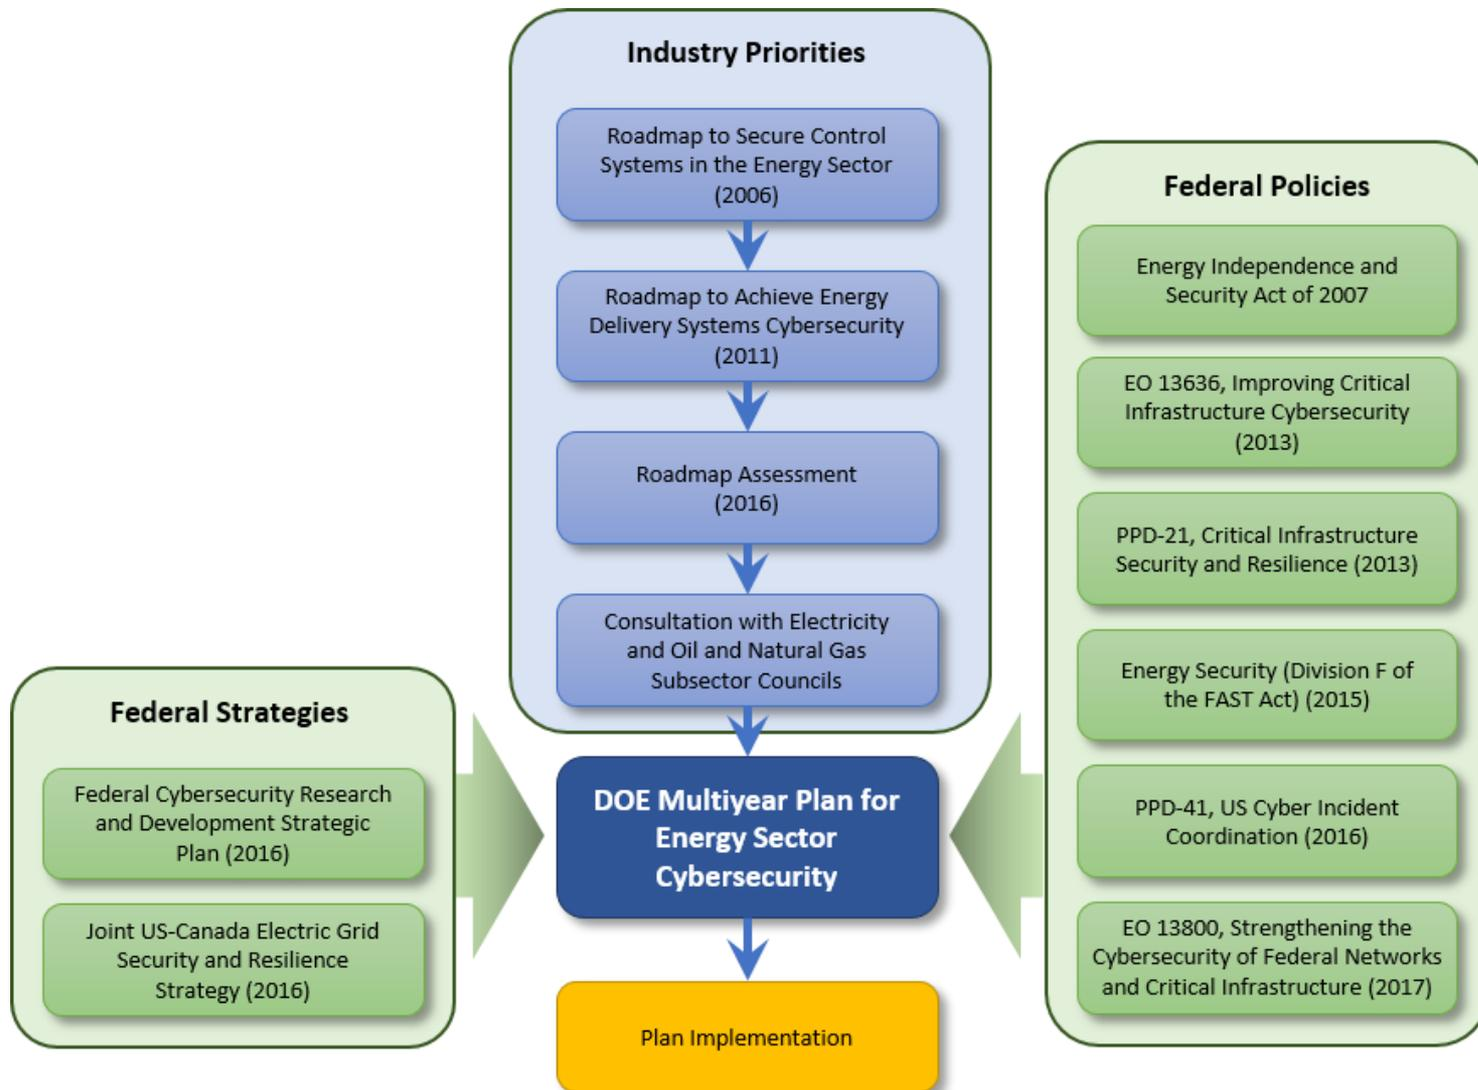 Industry Priorities
Roadmap to Secure Control
Systems in the Energy Sector
(2006)
Roadmap to Achieve Energy
Delivery Systems Cybersecurity
(2011)
Roadmap Assessment
(2016)
Consultation with Electricity
and Oil and Natural Gas
Subsector Councils
Federal Strategies
Federal Cybersecurity Research
and Development Strategic
Plan (2016)
Joint US-Canada Electric Grid
Security and Resilience
Strategy (2016)
DOE Multiyear Plan for
Energy Sector
Cybersecurity
Plan Implementation
Federal Policies
Energy Independence and
Security Act of 2007
EO 13636, Improving Critical
Infrastructure Cybersecurity
(2013)
PPD-21, Critical Infrastructure
Security and Resilience (2013)
Energy Security (Division F of
the FAST Act) (2015)
PPD-41, US Cyber Incident
Coordination (2016)
EO 13800, Strengthening the
Cybersecurity of Federal Networks
and Critical Infrastructure (2017)